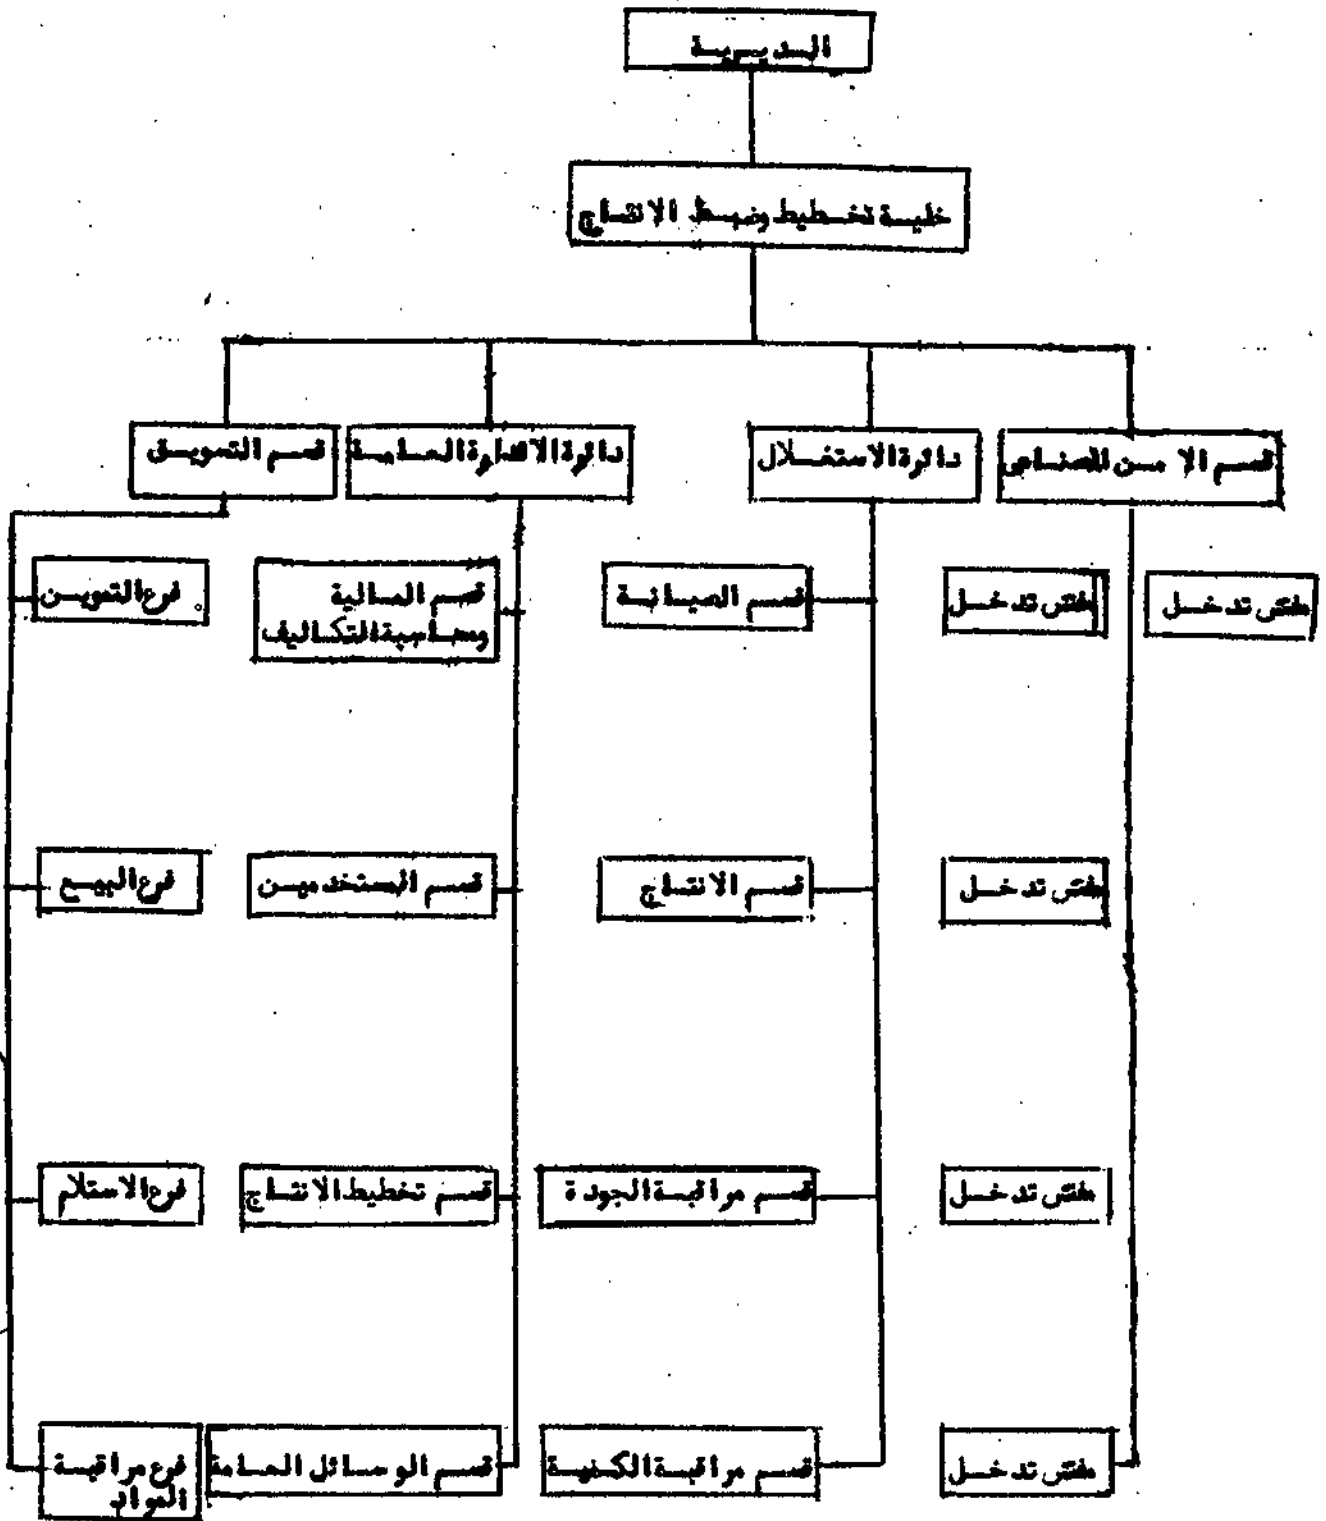 المديرية
خلية تخطيط وضبط الانتاج
قسم الامن الصناعي
دائرة الاستغلال
دائرة الادارة العامة
قسم التسويق
مفتش تدخل
مفتش تدخل
قسم الصيانة
قسم المالية
ومحاسبة التكاليف
فرع التموين
مفتش تدخل
قسم الانتاج
قسم المستخدمين
فرع البيع
مفتش تدخل
قسم مراقبة الجودة
قسم تخطيط الانتاج
فرع الاستلام
مفتش تدخل
قسم مراقبة الكمية
قسم الوسائل العامة
فرع مراقبة
المواد